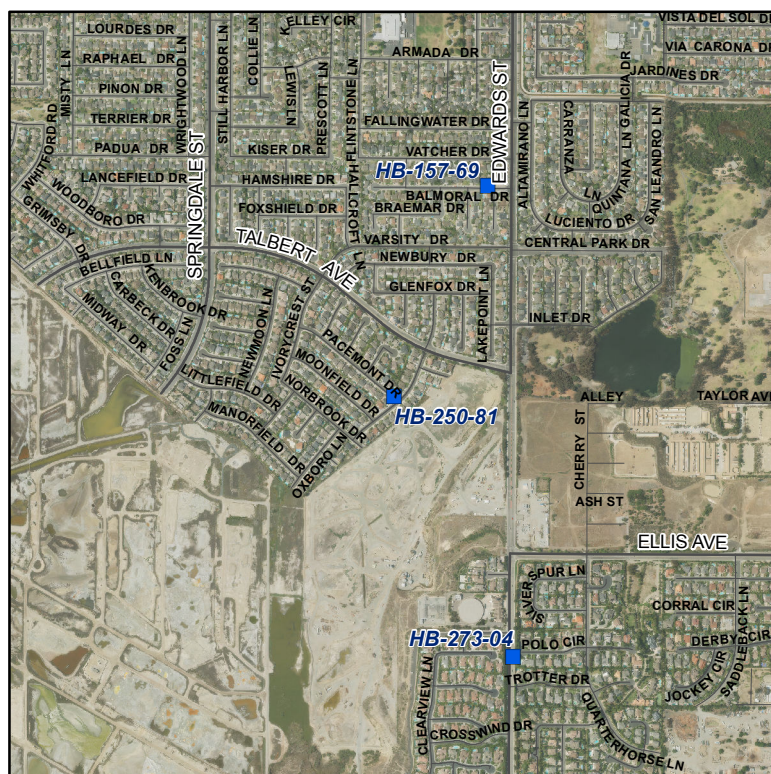 LOURDES DR
RAPHAEL DR
PINON DR
TERRIER DR
PADUA DR
LANCEFIELD DR
WOODBORO DR
GRIMSBY DR
WHITFORD RD
MISTY LN
WRIGHTWOOD LN
SPRINGDALE ST
STILL HARBOR LN
COLLIE LN
KELLEY CIR
LEWIS LN
PRESCOTT LN
FLINTSTONE LN
HALLCROFT LN
KISER DR
HAMSHIRE DR
FOXSHIELD DR
ARMADA DR
FALLINGWATER DR
VATCHER DR
HB-157-69
BALMORAL DR
BRAEMAR DR
VARSITY DR
NEWBURY DR
GLENFOX DR
LAKEPOINT LN
EDWARDS ST
ALTAMIRANO LN
CARRANZA LN
QUINTANA LN
GALICIA DR
SAN LEANDRO LN
VISTA DEL SOL DR
VIA CARONA DR
JARDINES DR
LUCIENTO DR
CENTRAL PARK DR
INLET DR
TALBERT AVE
BELLFIELD LN
KENBROOK DR
CARBECK DR
MIDWAY DR
FOSS LN
NEWMOON LN
IVORYCREST ST
PACEMONT DR
MOONFIELD DR
NORBROOK DR
LITTLEFIELD DR
MANORFIELD DR
OXBORO LN
HB-250-81
ALLEY
TAYLOR AVE
CHERRY ST
ASH ST
ELLIS AVE
SILVER SPUR LN
CORRAL CIR
DERBY CIR
SADDLEBACK LN
JOCKEY CIR
HB-273-04
POLO CIR
TROTTER DR
QUARTERHORSE LN
CLEARVIEW LN
CROSSWIND DR